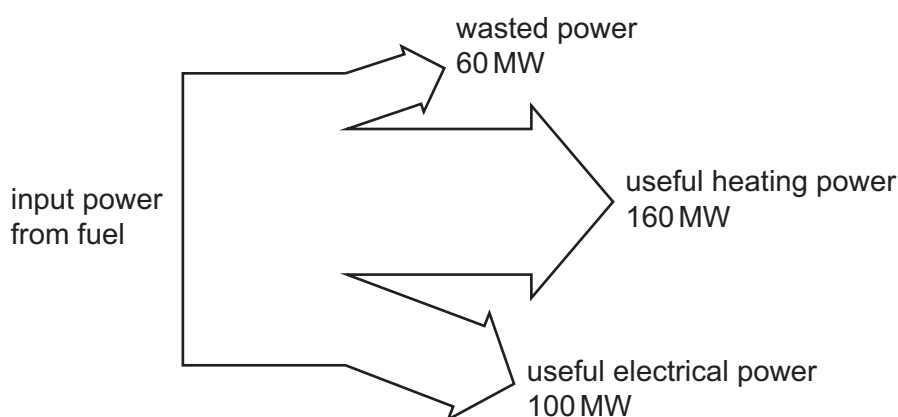 wasted power
60 MW
input power
from fuel
useful heating power
160 MW
useful electrical power
100 MW